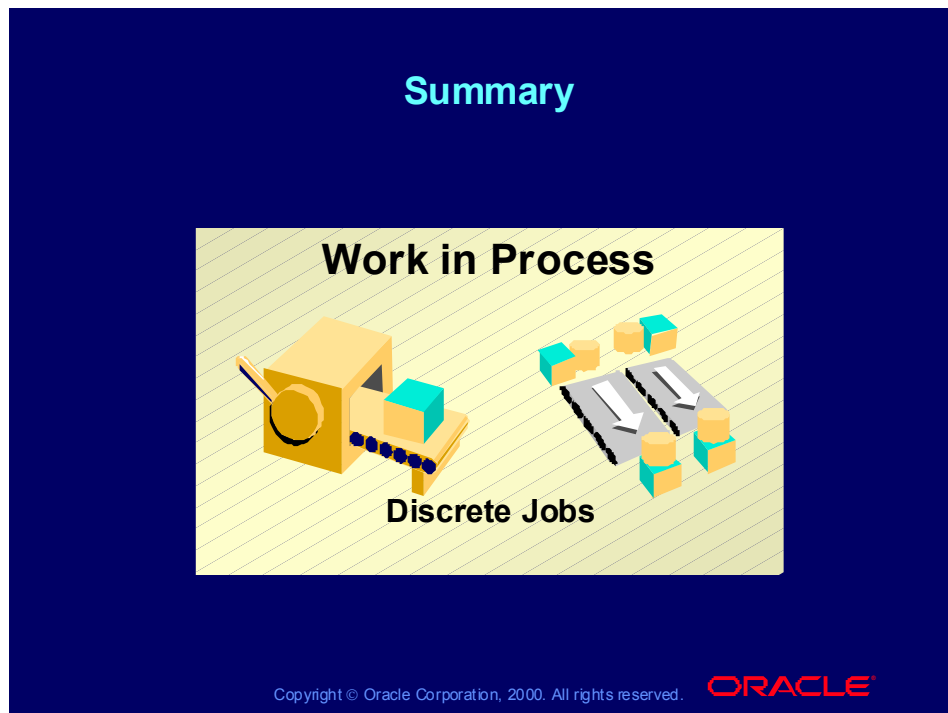 Summary
Work in Process
Discrete Jobs
Copyright © Oracle Corporation, 2000. All rights reserved.
ORACLE®